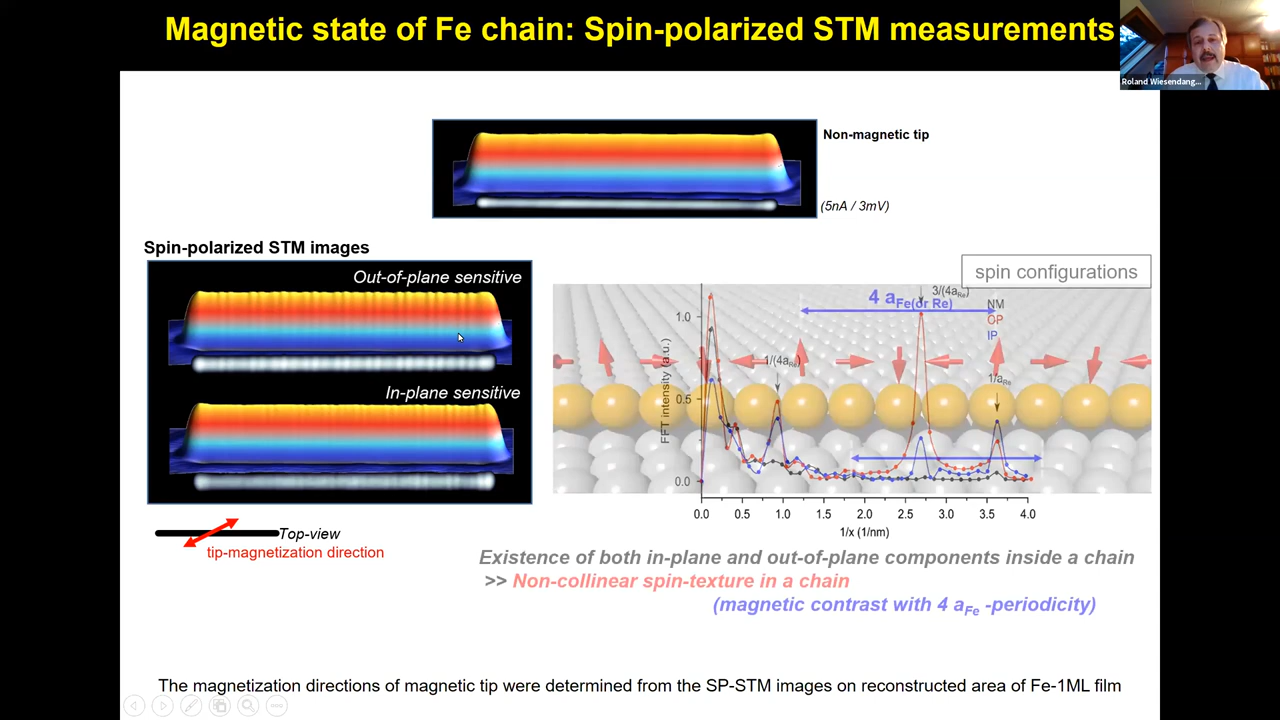 Magnetic state of Fe chain: Spin-polarized STM measurements
Roland Wiesendang...
Non-magnetic tip
(5nA / 3mV)
Spin-polarized STM images
Out-of-plane sensitive
In-plane sensitive
Top-view
tip-magnetization direction
spin configurations
4 aFe(or Re)
3/(4aRe)
NM
OP
IP
1/(4aRe)
1/aRe
FFT intensity (a.u.)
1.0
0.5
0.0
0.0 0.5 1.0 1.5 2.0 2.5 3.0 3.5 4.0
1/x (1/nm)
Existence of both in-plane and out-of-plane components inside a chain
>> Non-collinear spin-texture in a chain
(magnetic contrast with 4 aFe -periodicity)
The magnetization directions of magnetic tip were determined from the SP-STM images on reconstructed area of Fe-1ML film